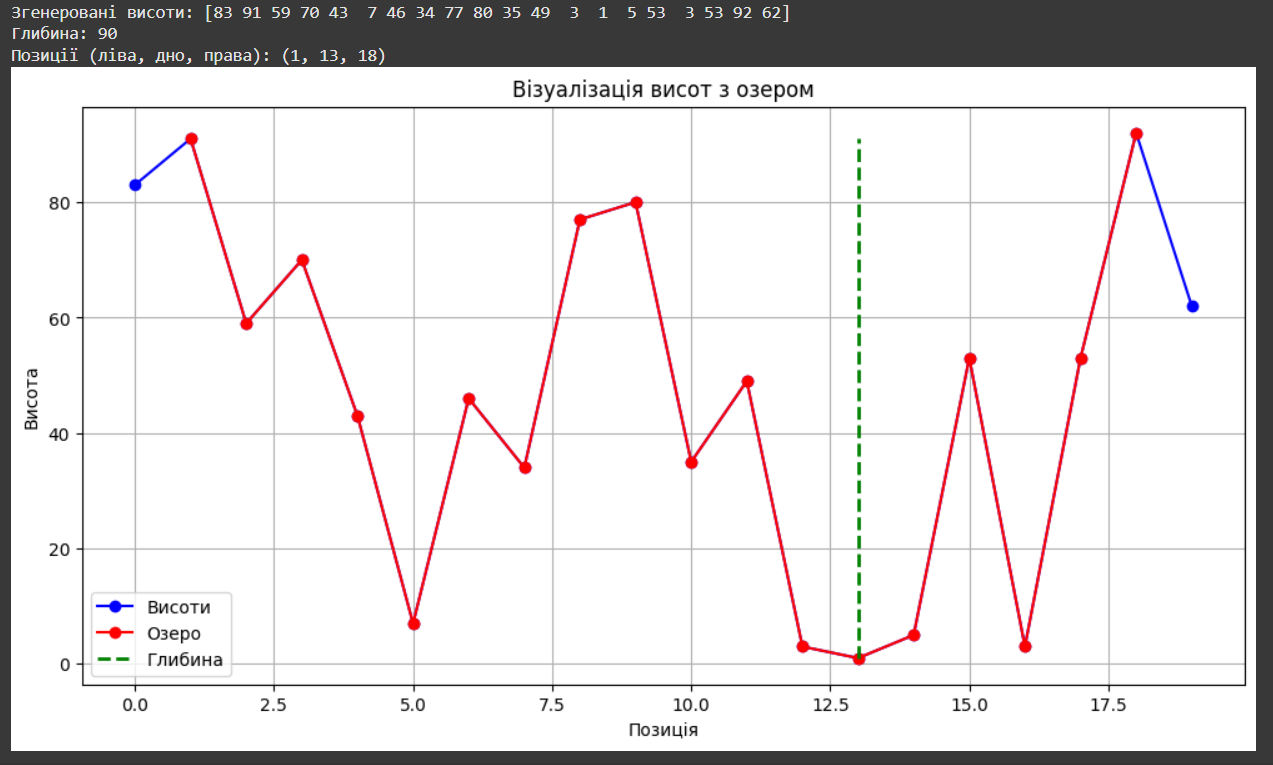 Згенеровані висоти: [83 91 59 70 43  7 46 34 77 80 35 49  3  1  5 53  3 53 92 62]
Глибина: 90
Позиції (ліва, дно, права): (1, 13, 18)
Візуалізація висот з озером
Висота
80
60
40
20
0
Висоти
Озеро
Глибина
0.0 2.5 5.0 7.5 10.0 12.5 15.0 17.5
Позиція